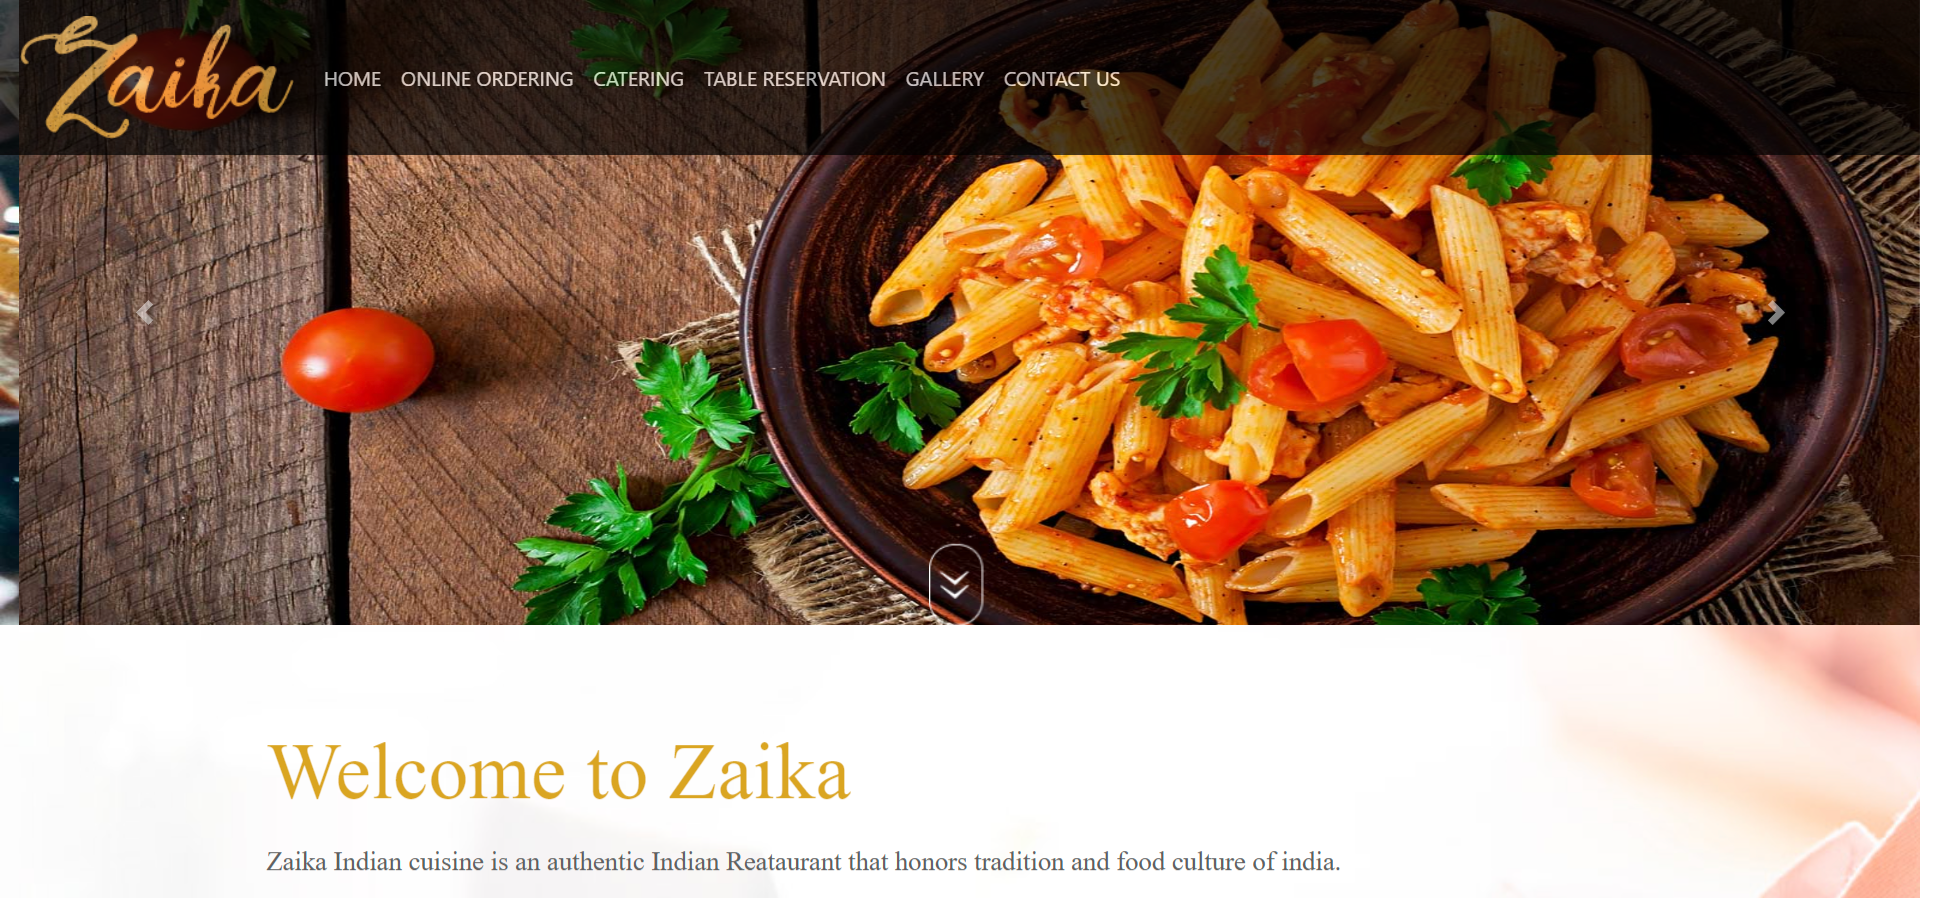 Zaika
HOME ONLINE ORDERING CATERING TABLE RESERVATION GALLERY CONTACT US
Welcome to Zaika
Zaika Indian cuisine is an authentic Indian Reataurant that honors tradition and food culture of india.